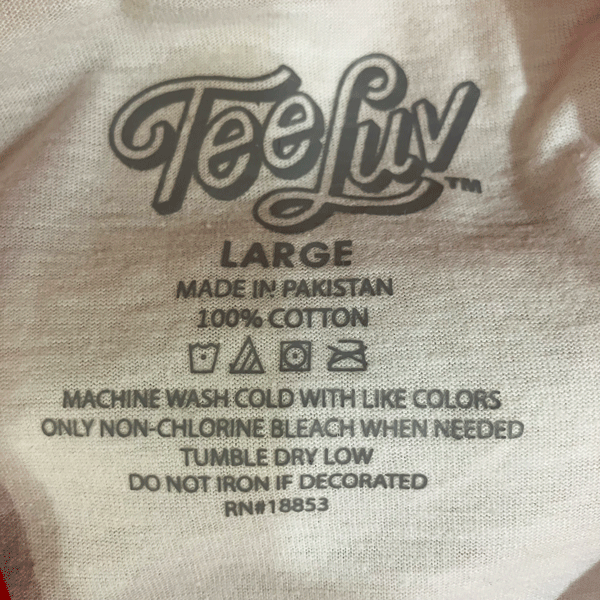 TeeLuv™
LARGE
MADE IN PAKISTAN
100% COTTON
MACHINE WASH COLD WITH LIKE COLORS
ONLY NON-CHLORINE BLEACH WHEN NEEDED
TUMBLE DRY LOW
DO NOT IRON IF DECORATED
RN#18853